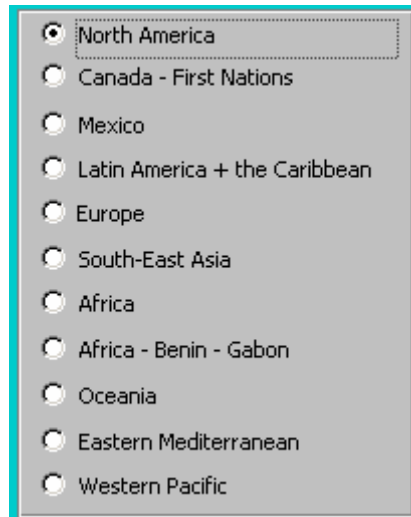 North America
Canada - First Nations
Mexico
Latin America + the Caribbean
Europe
South-East Asia
Africa
Africa - Benin - Gabon
Oceania
Eastern Mediterranean
Western Pacific